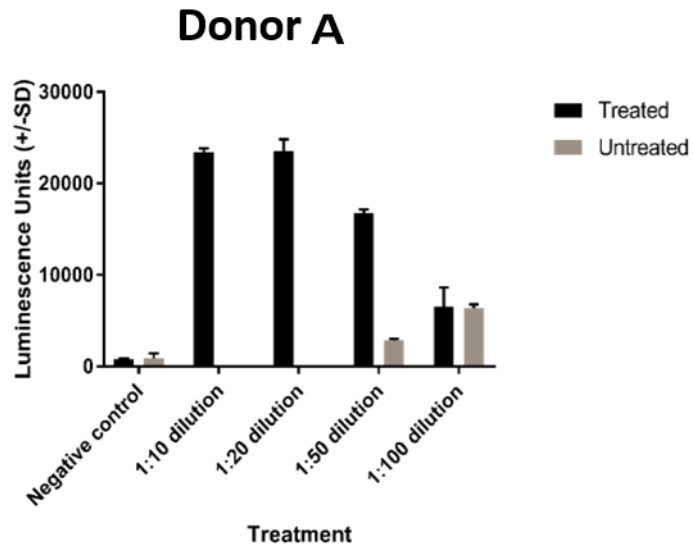 Donor A
Luminescence Units (+/-SD)
30000
20000
10000
0
Treated
Untreated
Negative control
1:10 dilution
1:20 dilution
1:50 dilution
1:100 dilution
Treatment